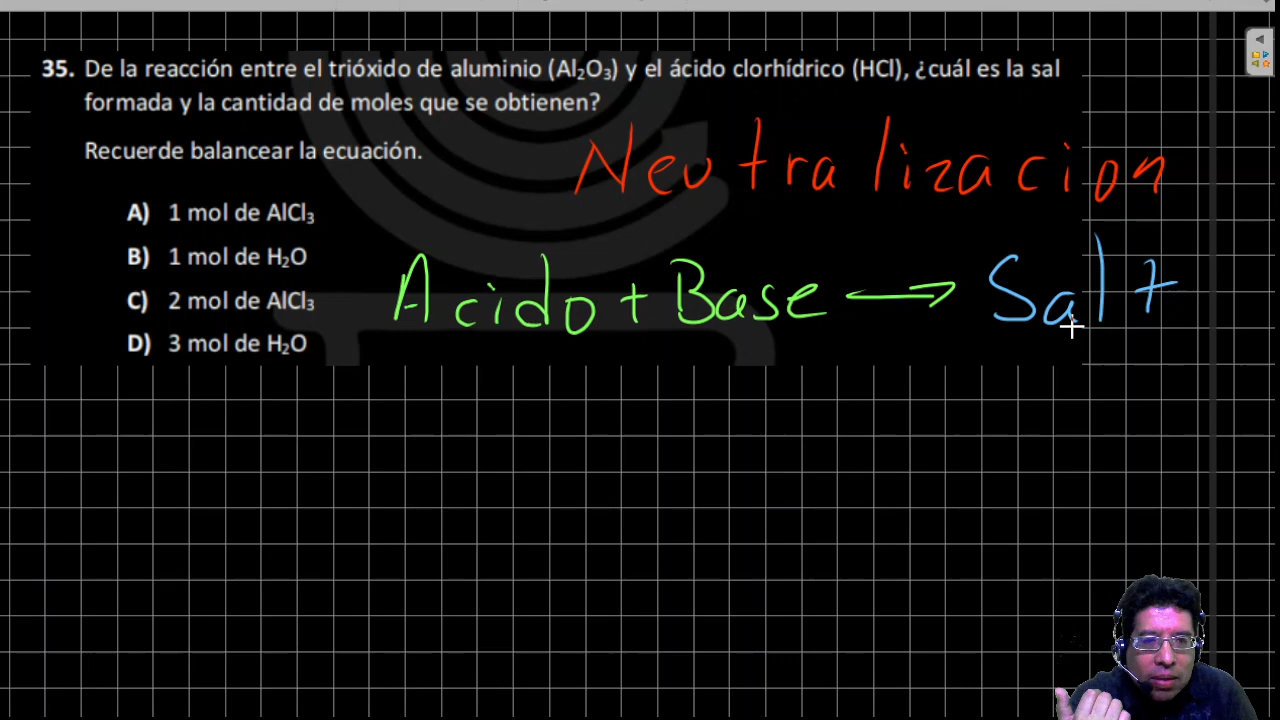 35. De la reacción entre el trióxido de aluminio (Al₂O₃) y el ácido clorhídrico (HCl), ¿cuál es la sal
formada y la cantidad de moles que se obtienen?
Recuerde balancear la ecuación.
Neutralizacion
A) 1 mol de AlCl₃
B) 1 mol de H₂O
Acido + Base → Sal +
C) 2 mol de AlCl₃
D) 3 mol de H₂O